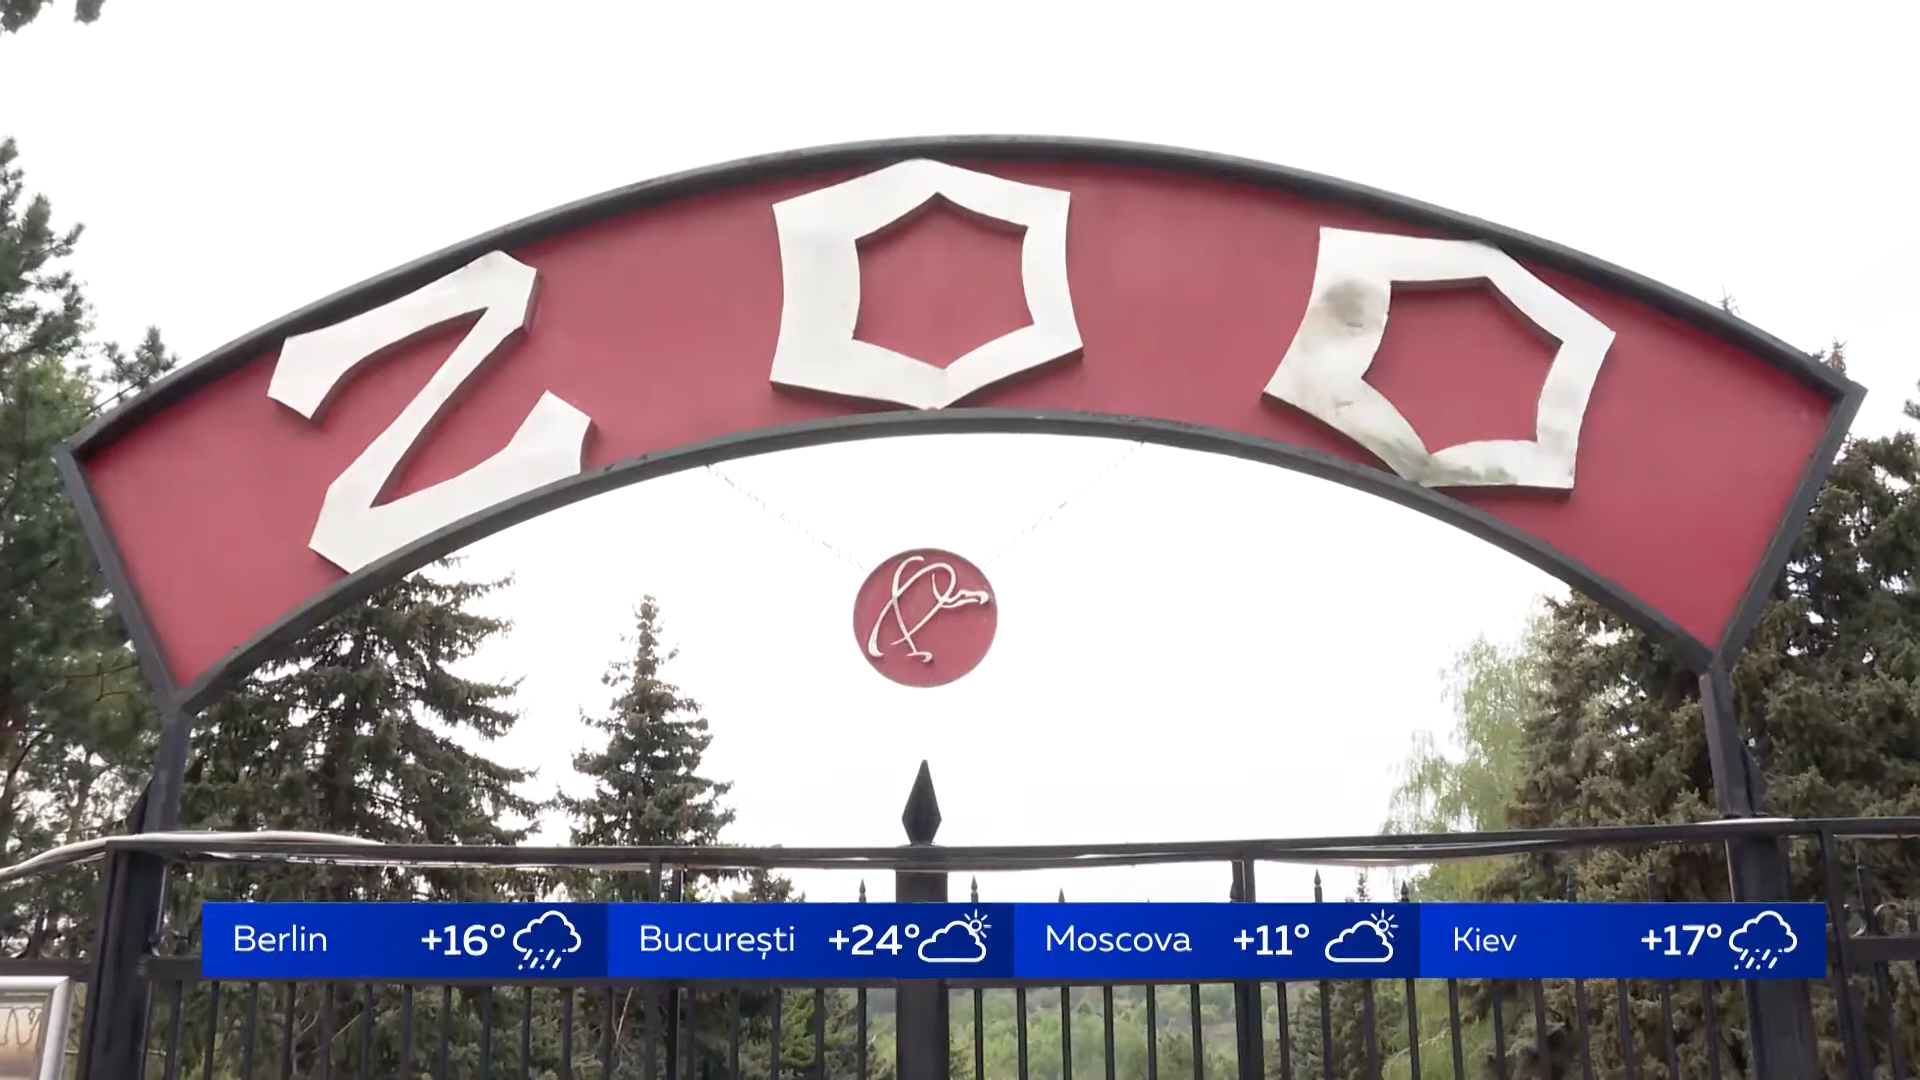 ZOO
Berlin +16°
București +24°
Moscova +11°
Kiev +17°